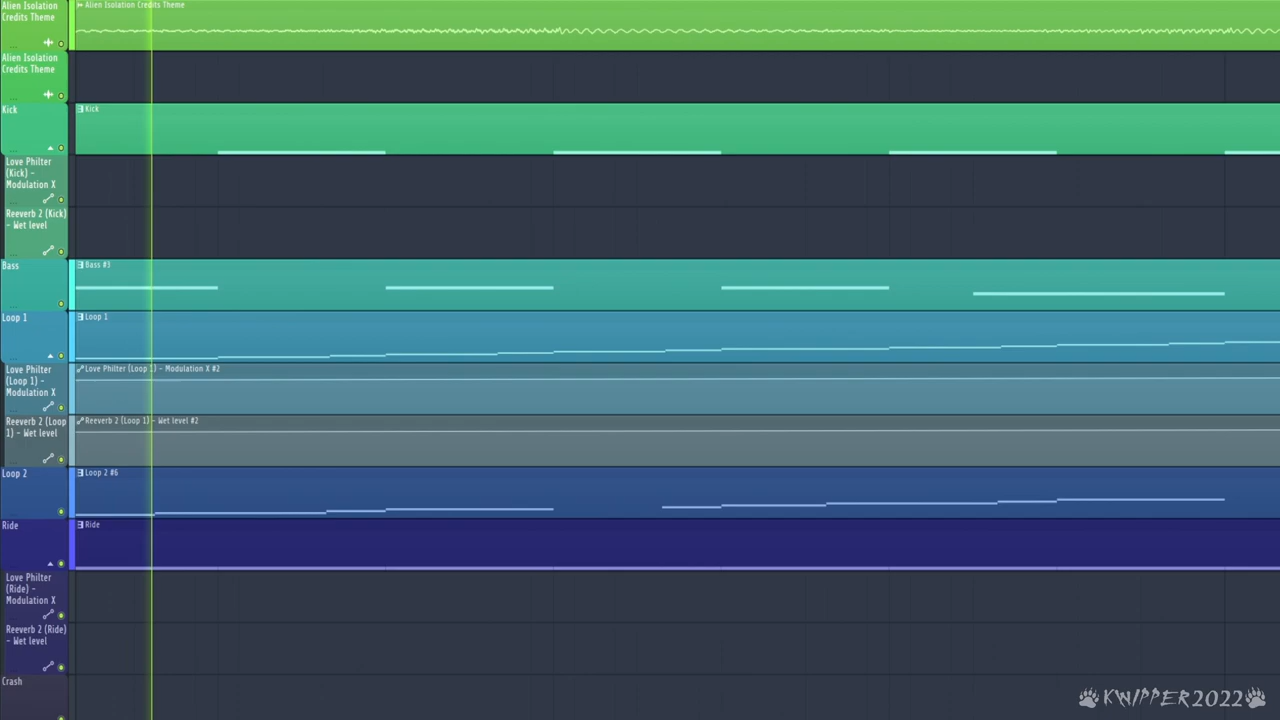 Alien Isolation
Credits Theme
Alien Isolation Credits Theme
Alien Isolation
Credits Theme
Kick
Kick
Love Philter
(Kick) -
Modulation X
Reeverb 2 (Kick)
- Wet level
Bass
Bass #3
Loop 1
Loop 1
Love Philter
(Loop 1) -
Modulation X
Love Philter (Loop 1) - Modulation X #2
Reeverb 2 (Loop
1) - Wet level
Reeverb 2 (Loop 1) - Wet level #2
Loop 2
Loop 2 #6
Ride
Ride
Love Philter
(Ride) -
Modulation X
Reeverb 2 (Ride)
- Wet level
Crash
KWIPPER2022